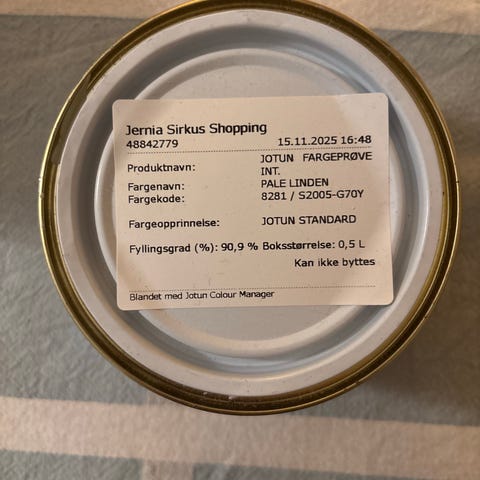 Jernia Sirkus Shopping
48842779 15.11.2025 16:48
Produktnavn: JOTUN FARGEPRØVE INT.
Fargenavn: PALE LINDEN
Fargekode: 8281 / S2005-G70Y
Fargeopprinnelse: JOTUN STANDARD
Fyllingsgrad (%): 90,9 % Boksstørrelse: 0,5 L
Kan ikke byttes
Blandet med Jotun Colour Manager